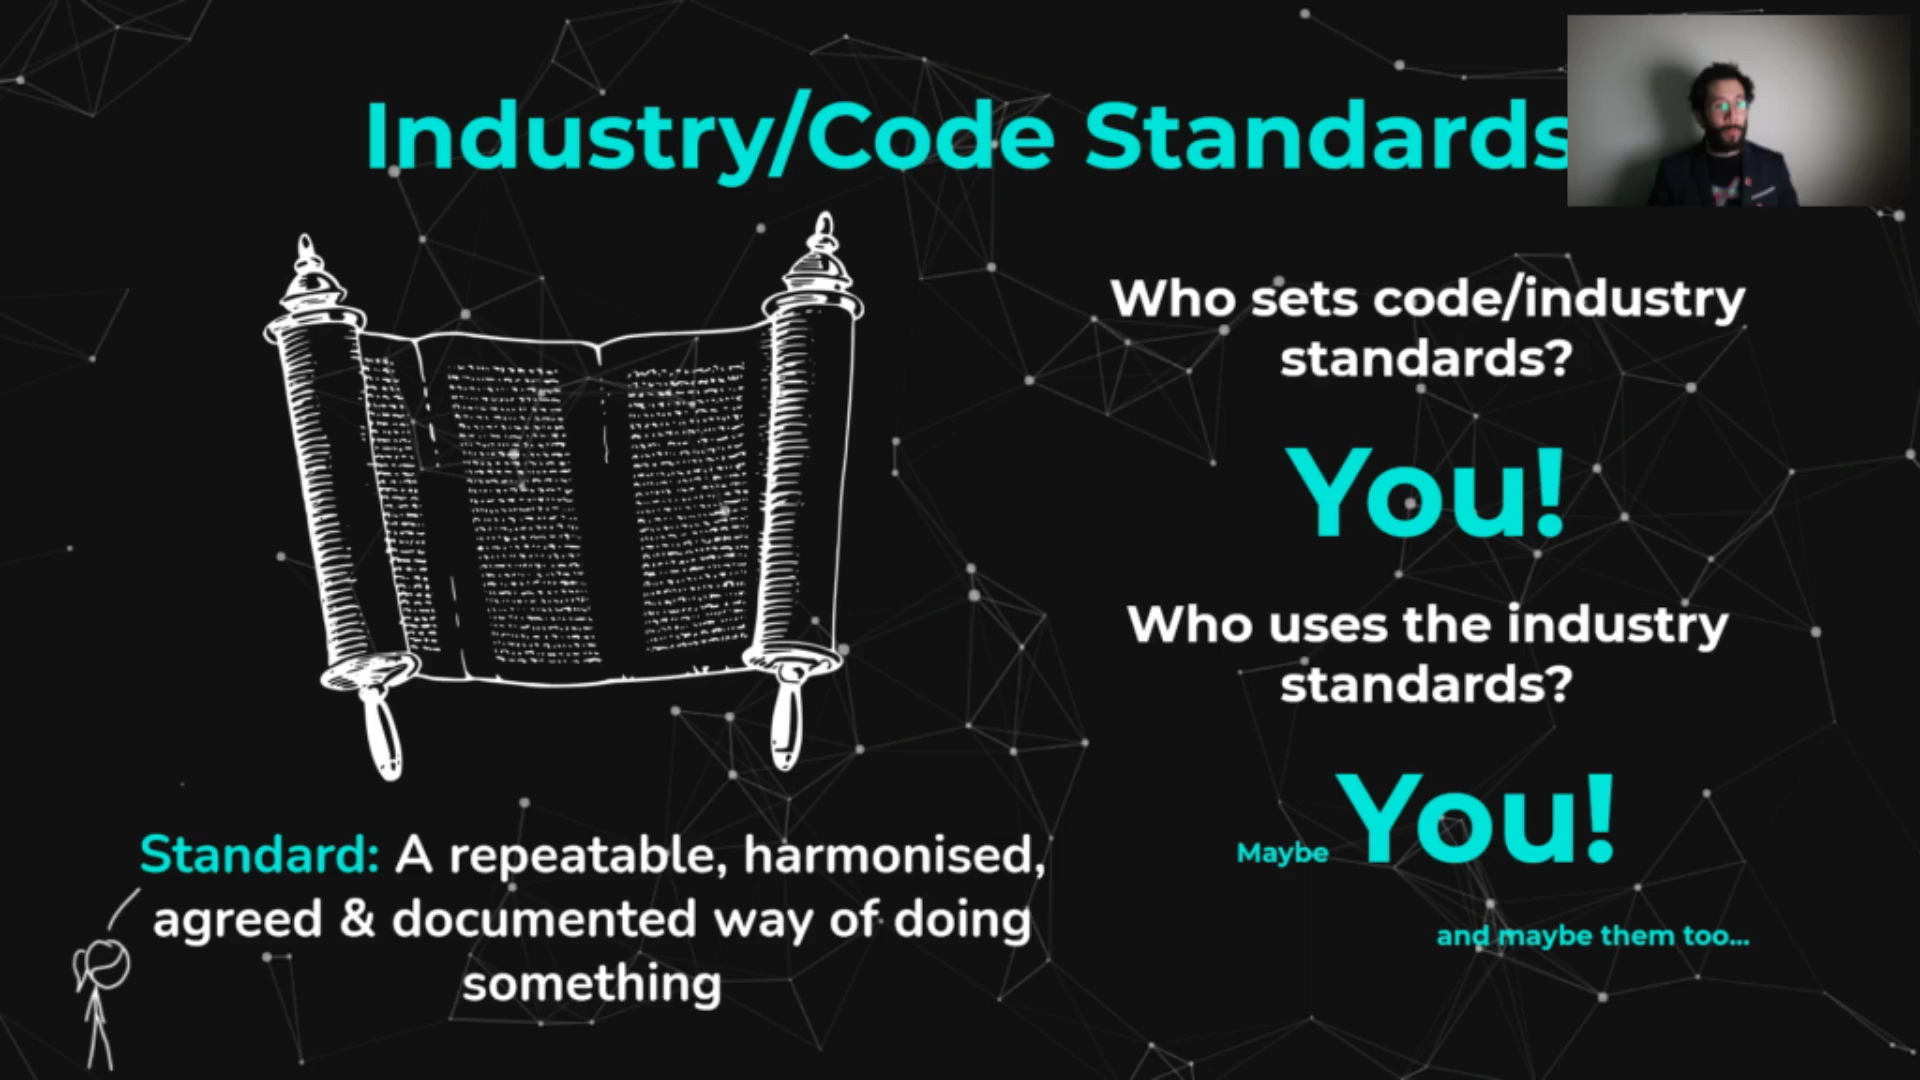 Industry/Code Standards
Who sets code/industry
standards?
You!
Who uses the industry
standards?
Maybe You!
and maybe them too...
Standard: A repeatable, harmonised,
agreed & documented way of doing
something